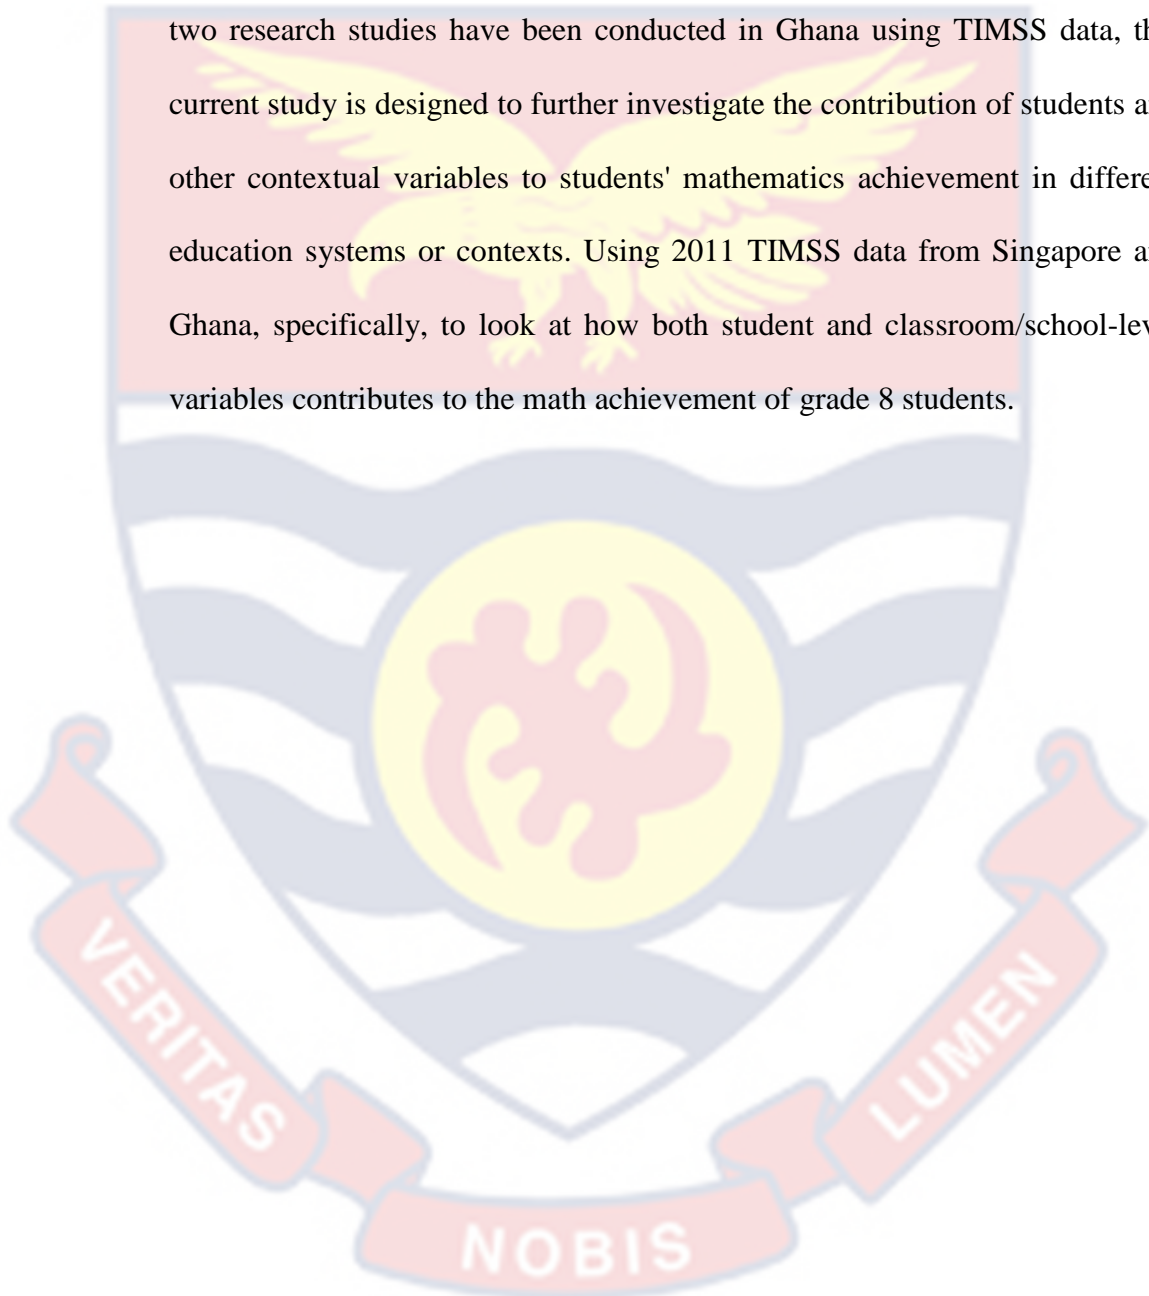 two research studies have been conducted in Ghana using TIMSS data, th
current study is designed to further investigate the contribution of students a
other contextual variables to students' mathematics achievement in differe
education systems or contexts. Using 2011 TIMSS data from Singapore a
Ghana, specifically, to look at how both student and classroom/school-lev
variables contributes to the math achievement of grade 8 students.
VERITAS
NOBIS
LUMEN